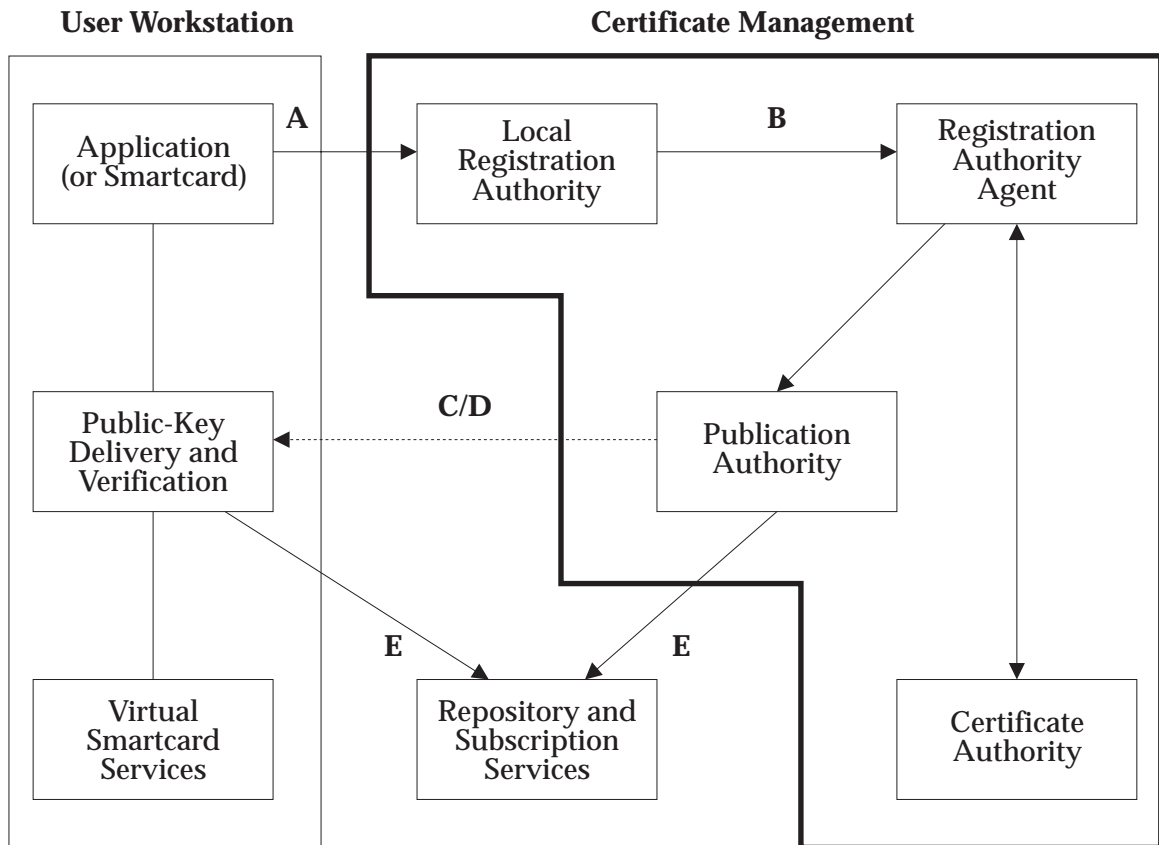 User Workstation
Certificate Management
A
B
Application
(or Smartcard)
Local
Registration
Authority
Registration
Authority
Agent
C/D
Public-Key
Delivery and
Verification
Publication
Authority
E
E
Virtual
Smartcard
Services
Repository and
Subscription
Services
Certificate
Authority